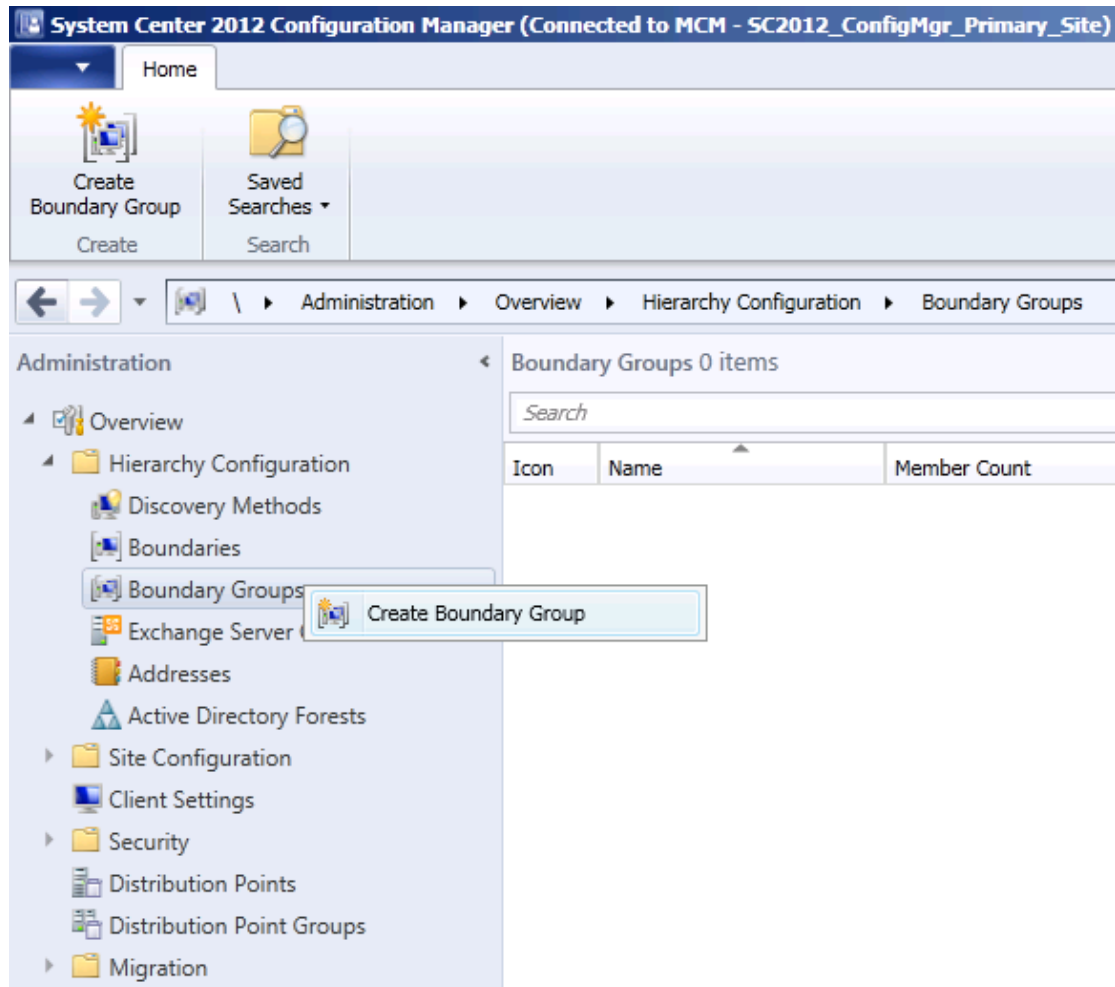 System Center 2012 Configuration Manager (Connected to MCM - SC2012_ConfigMgr_Primary_Site)
Home
Create
Boundary Group
Saved
Searches
Create
Search
\ Administration Overview Hierarchy Configuration Boundary Groups
Administration
Overview
Hierarchy Configuration
Discovery Methods
Boundaries
Boundary Groups
Create Boundary Group
Exchange Server
Addresses
Active Directory Forests
Site Configuration
Client Settings
Security
Distribution Points
Distribution Point Groups
Migration
Boundary Groups 0 items
Search
Icon Name Member Count